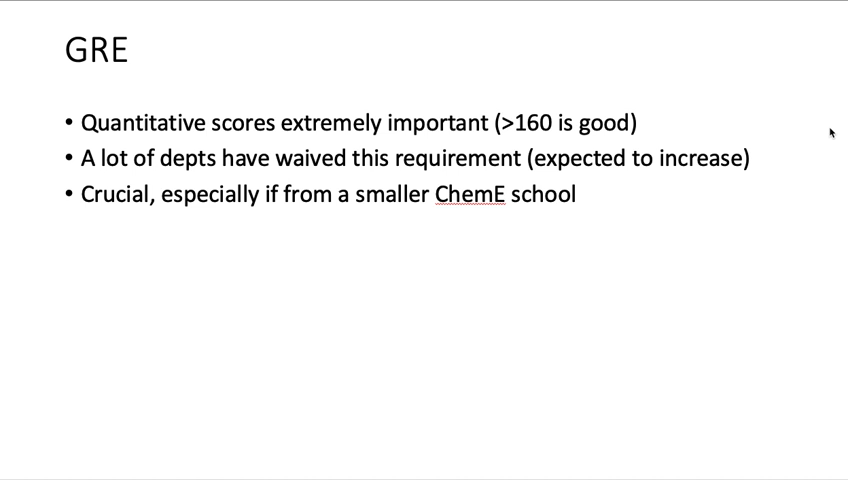 GRE
• Quantitative scores extremely important (>160 is good)
• A lot of depts have waived this requirement (expected to increase)
• Crucial, especially if from a smaller ChemE school